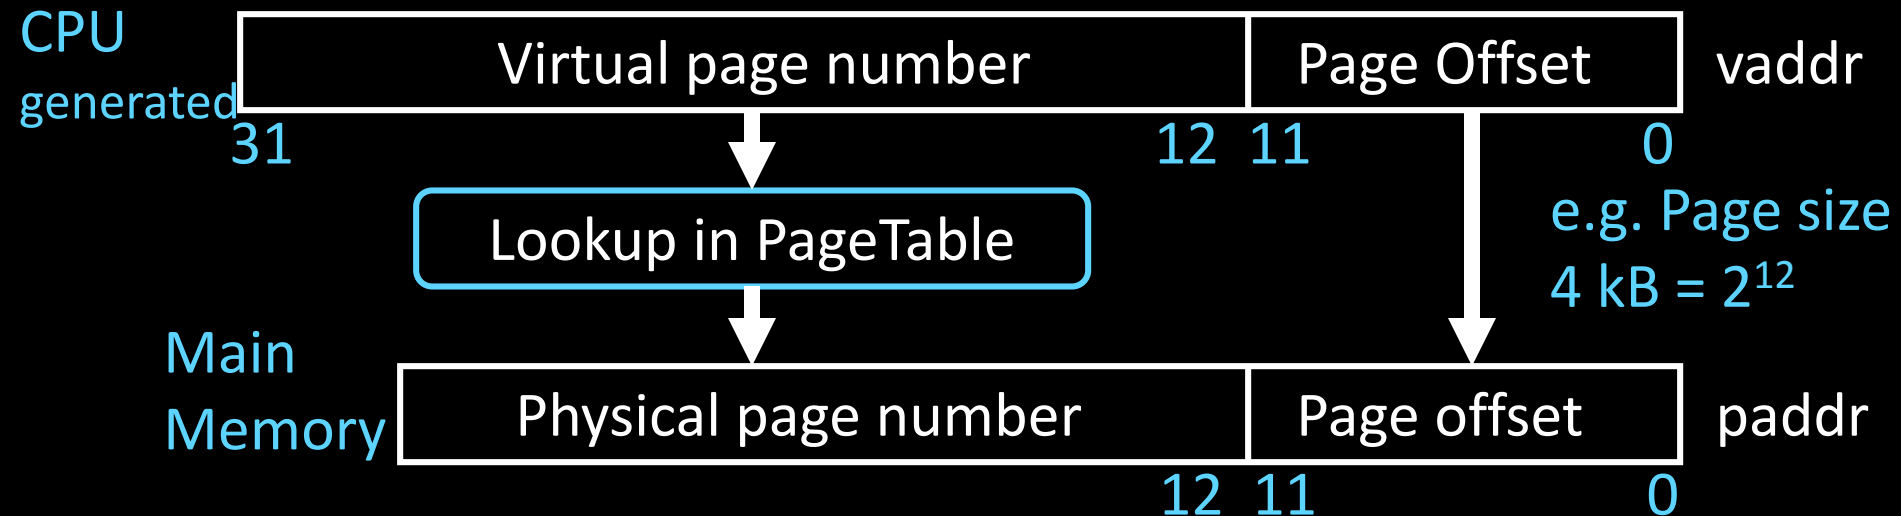 CPU
generated
Virtual page number
Page Offset
vaddr
31
12
11
0
Lookup in PageTable
e.g. Page size
4 kB = 2¹²
Main
Memory
Physical page number
Page offset
paddr
12
11
0